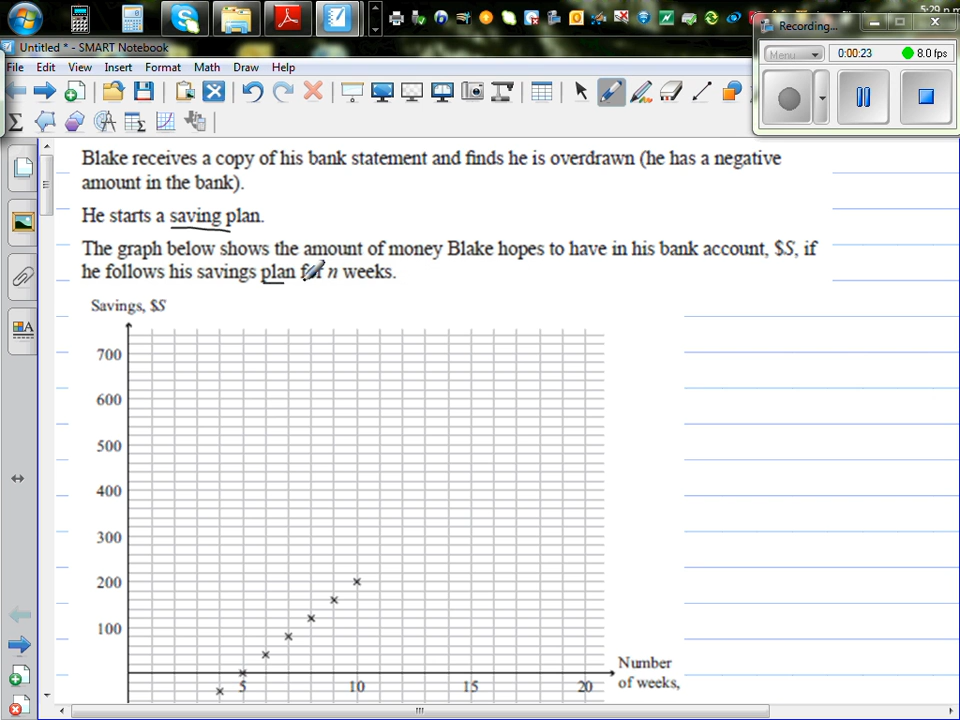 5:29 p.m.
Recording...
Untitled * - SMART Notebook
Menu 0:00:23 8.0 fps
File Edit View Insert Format Math Draw Help
Blake receives a copy of his bank statement and finds he is overdrawn (he has a negative
amount in the bank).
He starts a saving plan.
The graph below shows the amount of money Blake hopes to have in his bank account, $S, if
he follows his savings plan for n weeks.
Savings, $S
700
600
500
400
300
200
100
Number
of weeks,
5 10 15 20